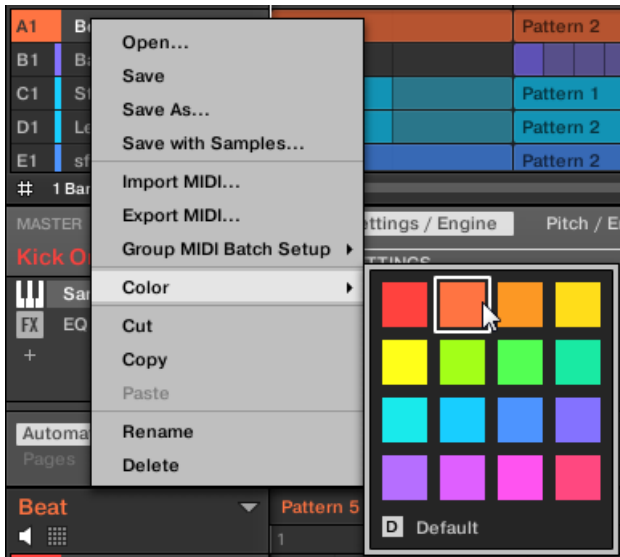 A1
Pattern 2
B1
C1
Pattern 1
D1
Pattern 2
E1
Pattern 2
1 Bar
MASTER
Kick
Settings / Engine
Pitch /
FX
EQ
+
Pages
Open...
Save
Save As...
Save with Samples...
Import MIDI...
Export MIDI...
Group MIDI Batch Setup
Color
Cut
Copy
Paste
Rename
Delete
D Default
Beat
Pattern 5
1